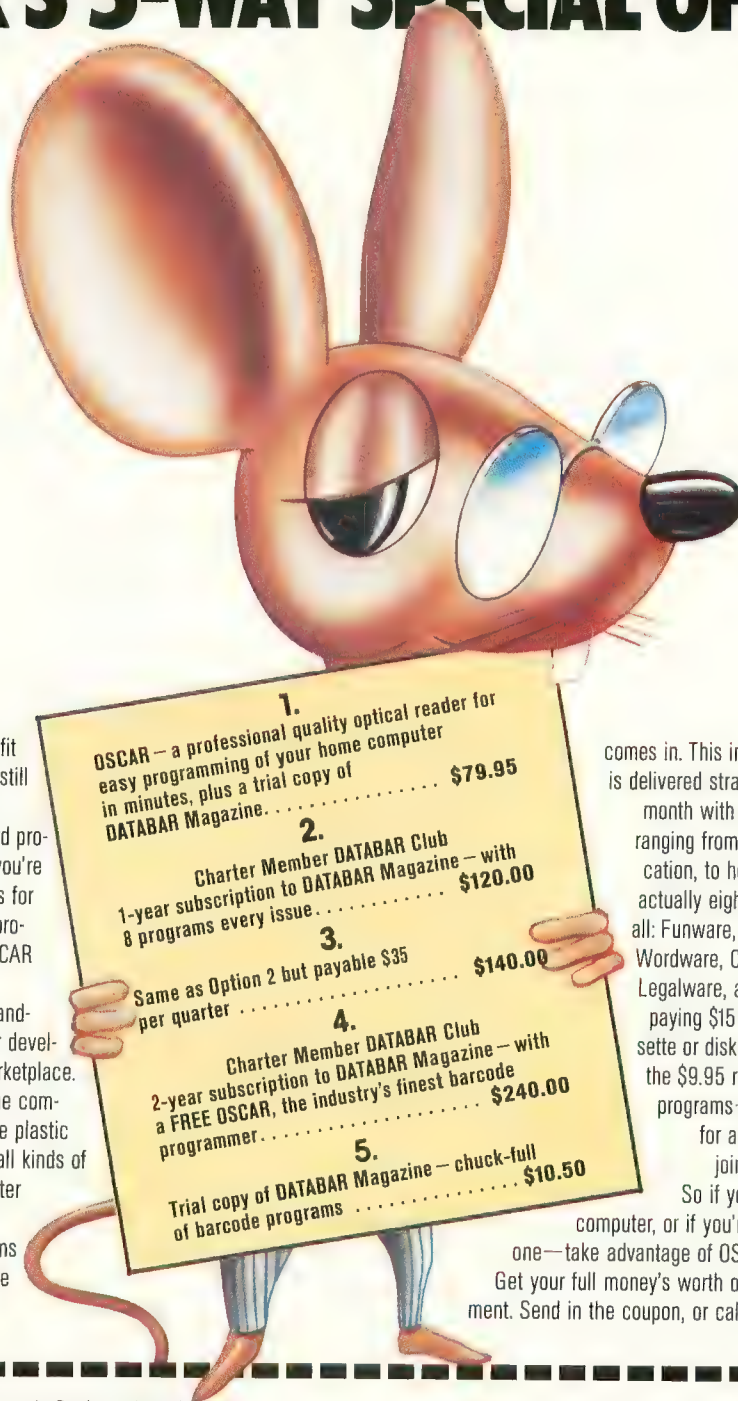 'S 5-WAY SPECIAL OF
fit
still
d pro-
you're
s for
pro-
CAR
and-
r devel-
rketplace.
e com-
e plastic
all kinds of
ter
ns
e
1.
OSCAR — a professional quality optical reader for
easy programming of your home computer
in minutes, plus a trial copy of
DATABAR Magazine. . . . . . . . . . . . . . . . $79.95
2.
Charter Member DATABAR Club
1-year subscription to DATABAR Magazine — with
8 programs every issue. . . . . . . . . . . . $120.00
3.
Same as Option 2 but payable $35
per quarter . . . . . . . . . . . . . . . . . . . . $140.00
4.
Charter Member DATABAR Club
2-year subscription to DATABAR Magazine — with
a FREE OSCAR, the industry's finest barcode
programmer. . . . . . . . . . . . . . . . . . . $240.00
5.
Trial copy of DATABAR Magazine — chuck-full
of barcode programs . . . . . . . . . . . . . . . $10.50
comes in. This in
is delivered stra
month with
ranging from
cation, to h
actually eigh
all: Funware,
Wordware, C
Legalware, a
paying $15
sette or disk
the $9.95 r
programs-
for a
join
So if yo
computer, or if you'r
one—take advantage of OS
Get your full money's worth o
ment. Send in the coupon, or cal